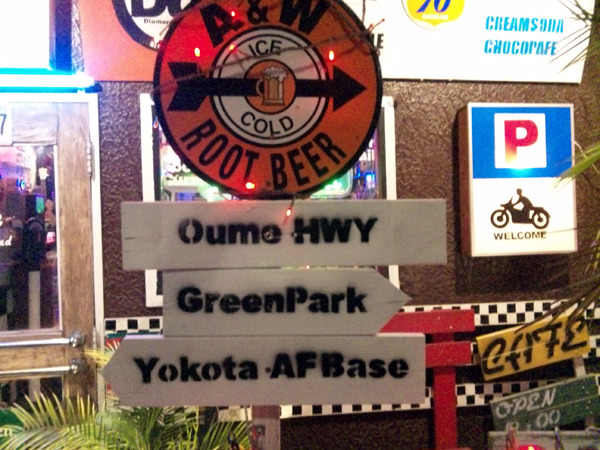 A&W
ICE
COLD
ROOT BEER
CREAMSODA
CHOCOPAFE
P
WELCOME
Oume HWY
GreenPark
Yokota AFBase
CAFE
OPEN